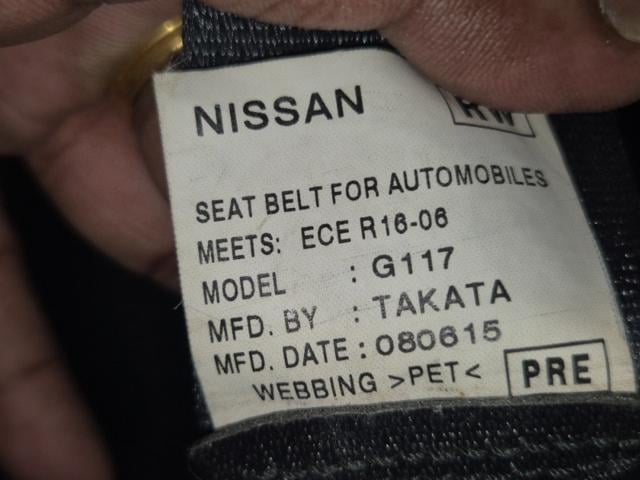 NISSAN
RW
SEAT BELT FOR AUTOMOBILES
MEETS: ECE R16-06
MODEL : G117
MFD. BY : TAKATA
MFD. DATE : 080615
WEBBING >PET<
PRE